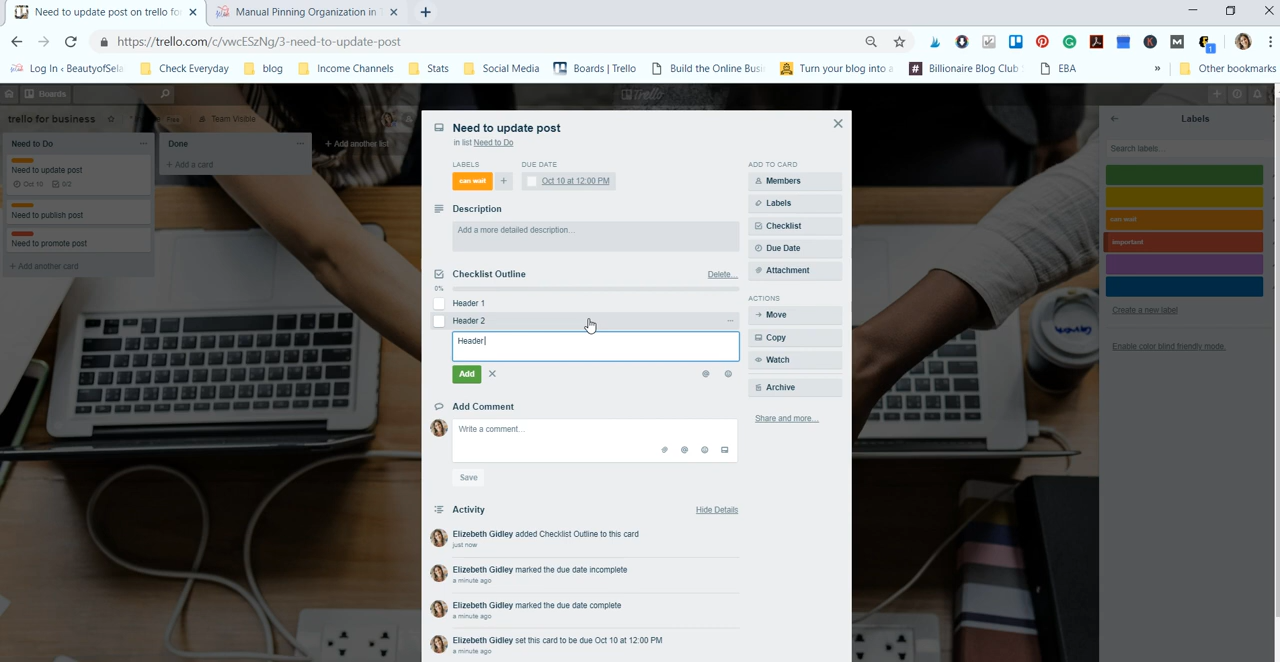 Need to update post on trello fo
Manual Pinning Organization in T
https://trello.com/c/vwcESzNg/3-need-to-update-post
Log In ‹ BeautyofSela
Check Everyday
blog
Income Channels
Stats
Social Media
Boards | Trello
Build the Online Busi
Turn your blog into a
Billionaire Blog Club
EBA
»
Other bookmarks
Boards
Trello
trello for business
Free
Team Visible
Need to Do
Need to update post
Oct 10
0/2
Need to publish post
Need to promote post
+ Add another card
Done
+ Add a card
+ Add another list
Need to update post
in list Need to Do
LABELS
DUE DATE
can wait
+
Oct 10 at 12:00 PM
Description
Add a more detailed description...
Checklist Outline
Delete...
0%
Header 1
Header 2
Header
Add
Add Comment
Write a comment...
Save
Activity
Hide Details
Elizebeth Gidley added Checklist Outline to this card
just now
Elizebeth Gidley marked the due date incomplete
a minute ago
Elizebeth Gidley marked the due date complete
a minute ago
Elizebeth Gidley set this card to be due Oct 10 at 12:00 PM
a minute ago
ADD TO CARD
Members
Labels
Checklist
Due Date
Attachment
ACTIONS
Move
Copy
Watch
Archive
Share and more...
Labels
Search labels...
can wait
important
Create a new label
Enable color blind friendly mode.